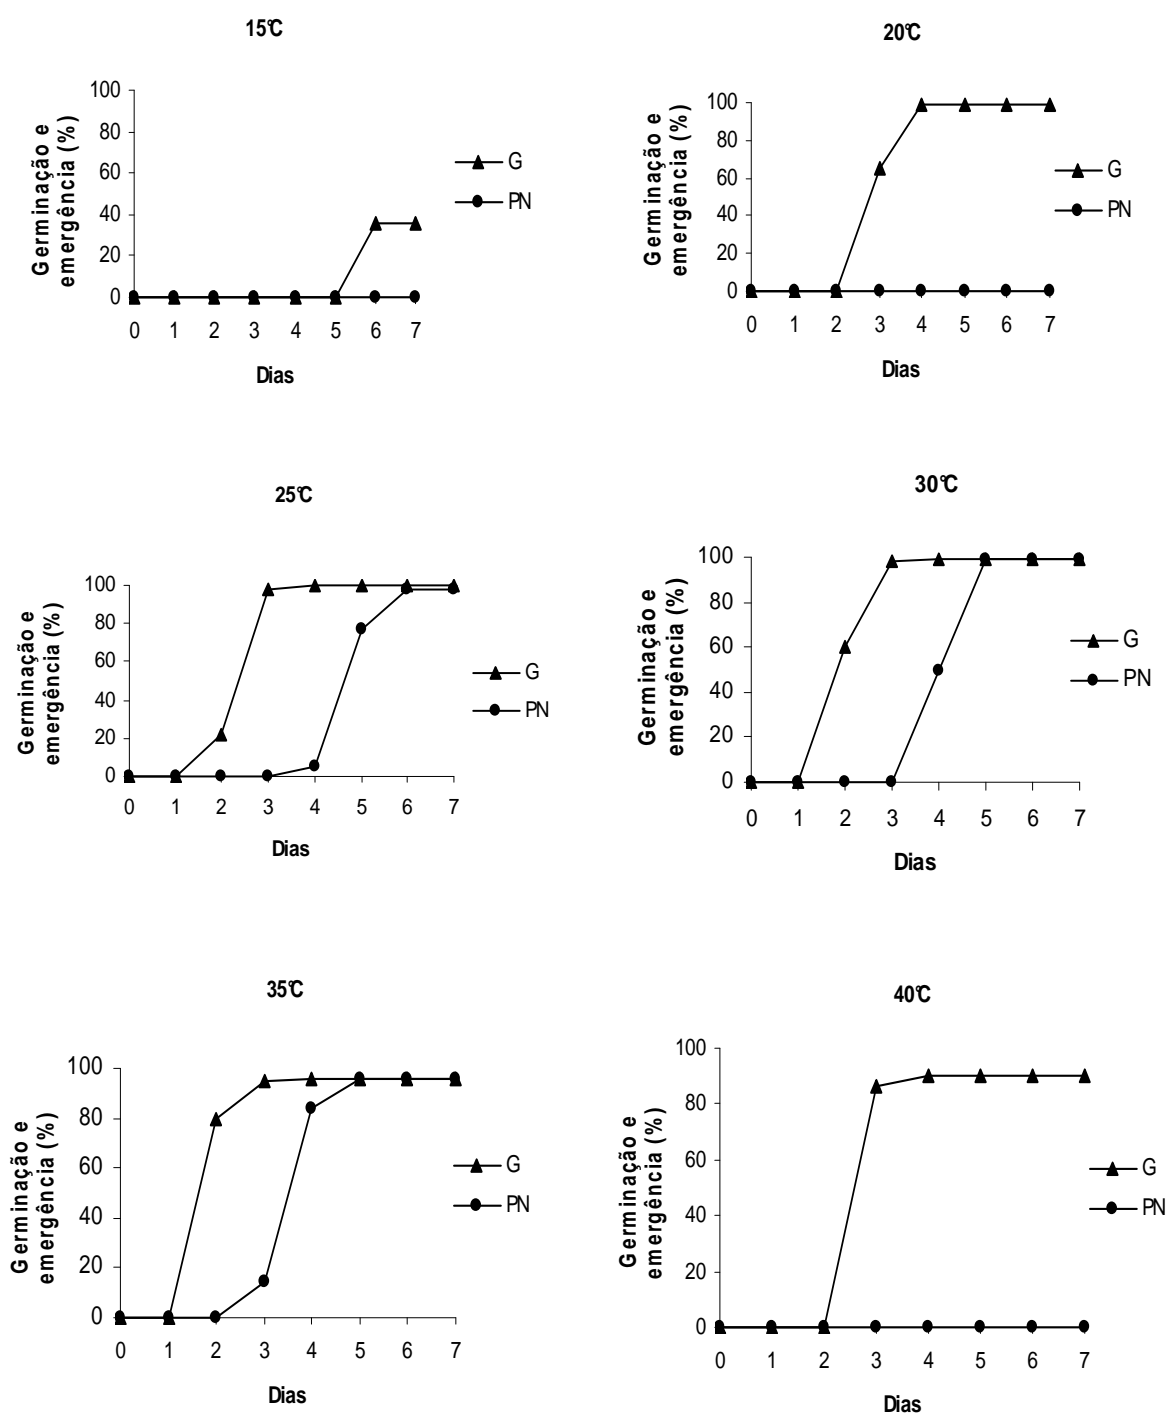 15°C
Germinação e
emergência (%)
100
80
60
40
20
0
0 1 2 3 4 5 6 7
Dias
G
PN
20°C
Germinação e
emergência (%)
100
80
60
40
20
0
0 1 2 3 4 5 6 7
Dias
G
PN
25°C
Germinação e
emergência (%)
100
80
60
40
20
0
0 1 2 3 4 5 6 7
Dias
G
PN
30°C
Germinação e
emergência (%)
100
80
60
40
20
0
0 1 2 3 4 5 6 7
Dias
G
PN
35°C
Germinação e
emergência (%)
100
80
60
40
20
0
0 1 2 3 4 5 6 7
Dias
G
PN
40°C
Germinação e
emergência (%)
100
80
60
40
20
0
0 1 2 3 4 5 6 7
Dias
G
PN